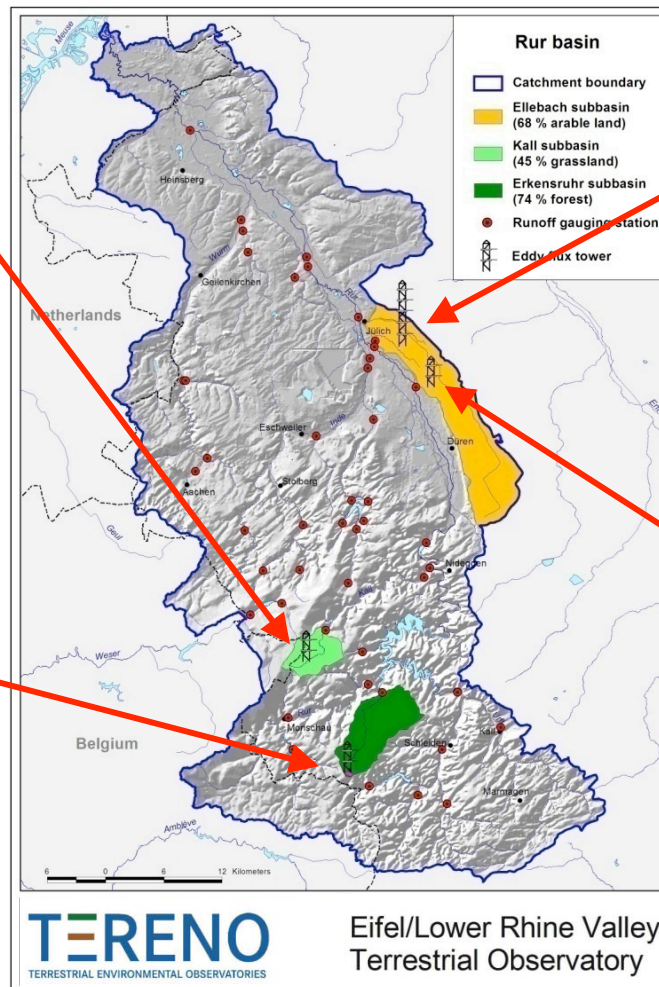 Meuse
Rur basin
Catchment boundary
Ellebach subbasin
(68 % arable land)
Kall subbasin
(45 % grassland)
Erkensruhr subbasin
(74 % forest)
Runoff gauging station
Eddy flux tower
Heinsberg
Wurm
Geilenkirchen
Rur
Netherlands
Jülich
Inde
Eschweiler
Düren
Aachen
Stolberg
Geul
Nideggen
Kall
Weser
Rur
Monschau
Belgium
Schleiden
Kall
Marmagen
Amblève
6 0 6 12 Kilometers
TERENO
TERRESTRIAL ENVIRONMENTAL OBSERVATORIES
Eifel/Lower Rhine Valley
Terrestrial Observatory